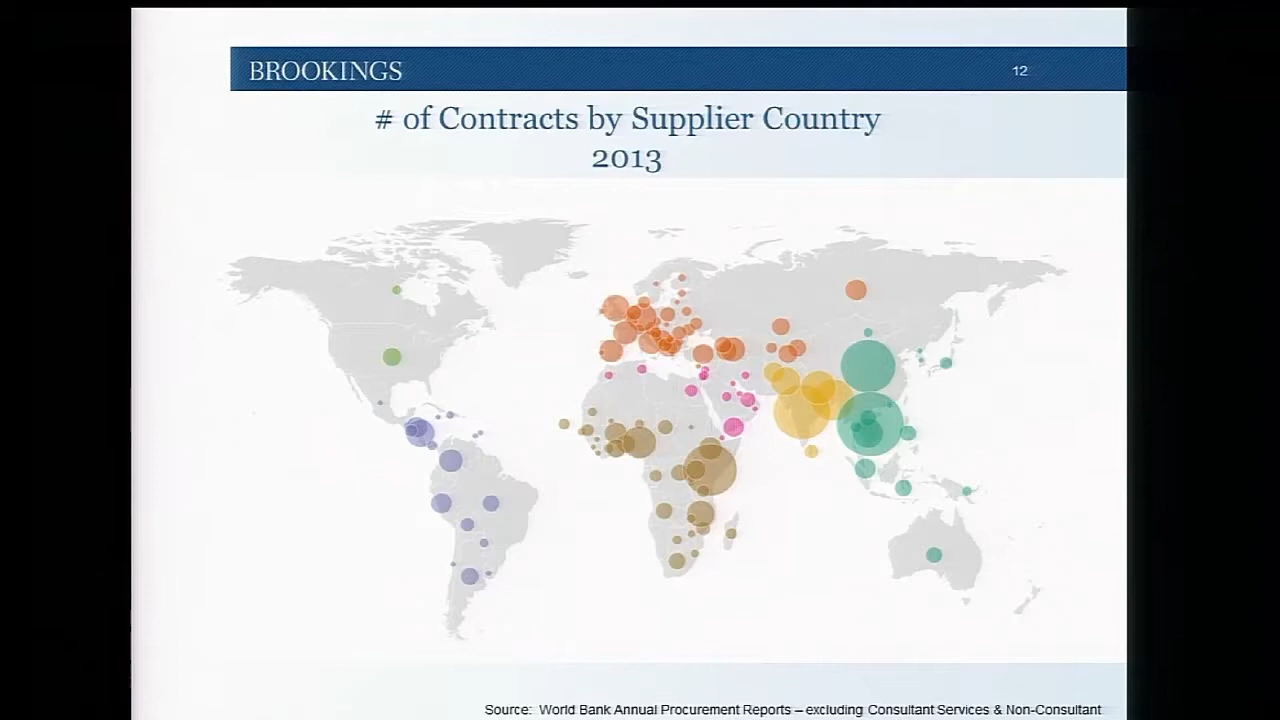 BROOKINGS
12
# of Contracts by Supplier Country
2013
Source: World Bank Annual Procurement Reports – excluding Consultant Services & Non-Consultant